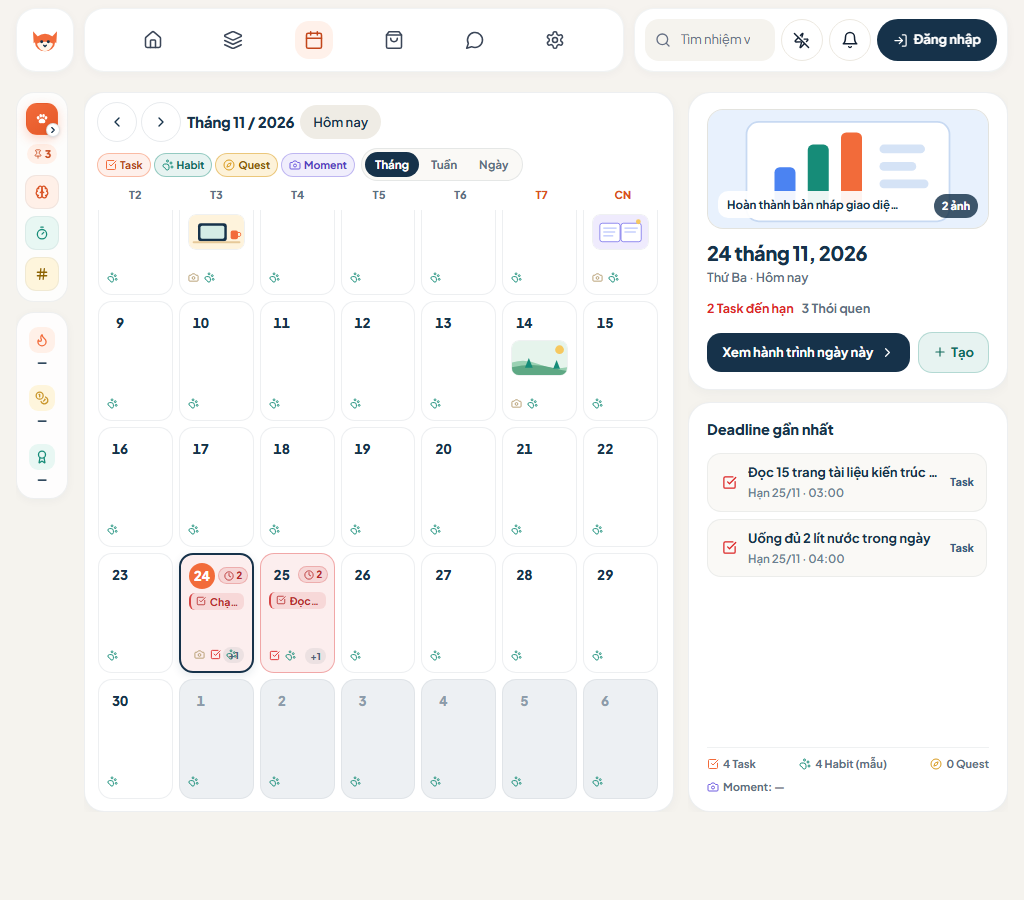 Tìm nhiệm v
Đăng nhập
3
Tháng 11 / 2026
Hôm nay
Task
Habit
Quest
Moment
Tháng
Tuần
Ngày
T2
T3
T4
T5
T6
T7
CN
9
10
11
12
13
14
15
16
17
18
19
20
21
22
23
24
2
Chạ...
25
2
Đọc...
+1
26
27
28
29
30
1
2
3
4
5
6
–
–
–
Hoàn thành bản nháp giao diệ...
2 ảnh
24 tháng 11, 2026
Thứ Ba · Hôm nay
2 Task đến hạn
3 Thói quen
Xem hành trình ngày này
+ Tạo
Deadline gần nhất
Đọc 15 trang tài liệu kiến trúc ...
Task
Hạn 25/11 · 03:00
Uống đủ 2 lít nước trong ngày
Task
Hạn 25/11 · 04:00
4 Task
4 Habit (mẫu)
0 Quest
Moment: –